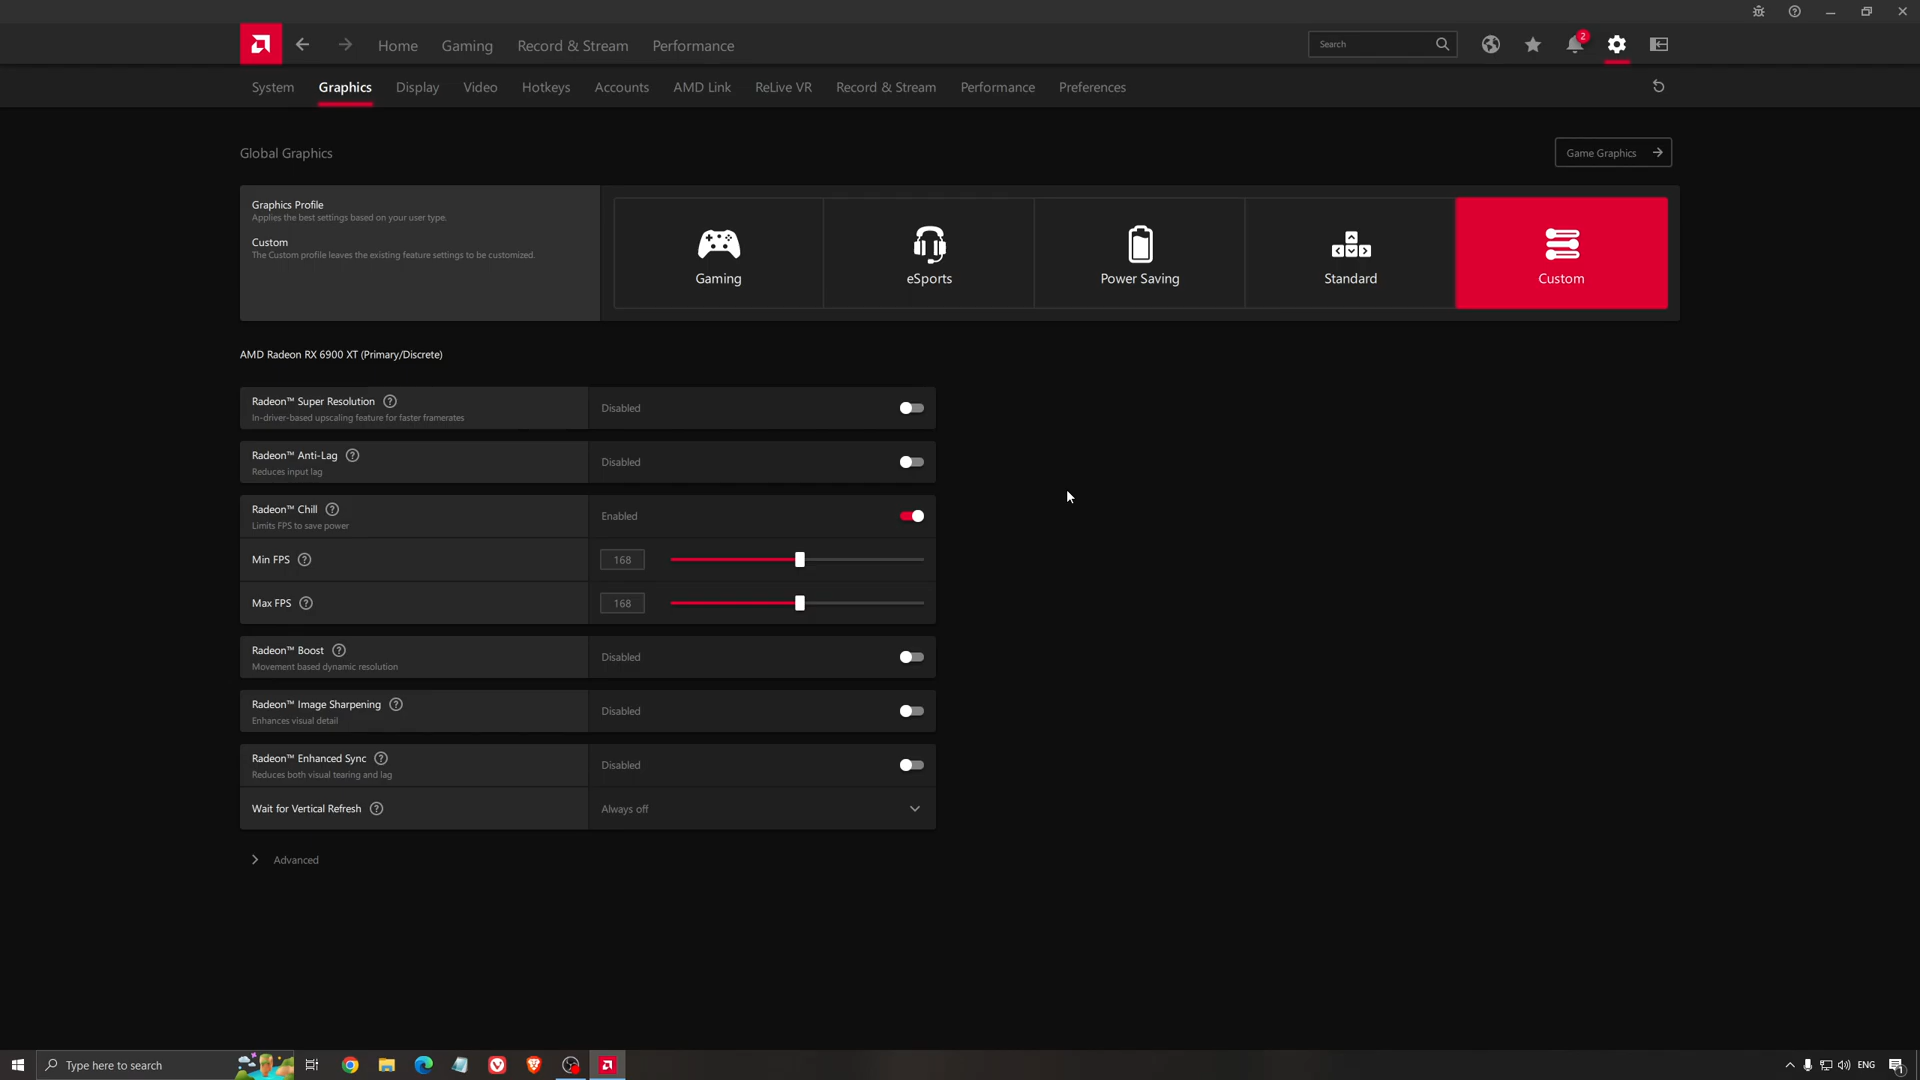 Home
Gaming
Record & Stream
Performance
Search
2
System
Graphics
Display
Video
Hotkeys
Accounts
AMD Link
ReLive VR
Record & Stream
Performance
Preferences
Global Graphics
Game Graphics
Graphics Profile
Applies the best settings based on your user type.
Custom
The Custom profile leaves the existing feature settings to be customized.
Gaming
eSports
Power Saving
Standard
Custom
AMD Radeon RX 6900 XT (Primary/Discrete)
Radeon™ Super Resolution
In-driver-based upscaling feature for faster framerates
Disabled
Radeon™ Anti-Lag
Reduces input lag
Disabled
Radeon™ Chill
Limits FPS to save power
Enabled
Min FPS
168
Max FPS
168
Radeon™ Boost
Movement based dynamic resolution
Disabled
Radeon™ Image Sharpening
Enhances visual detail
Disabled
Radeon™ Enhanced Sync
Reduces both visual tearing and lag
Disabled
Wait for Vertical Refresh
Always off
Advanced
Type here to search
ENG
1